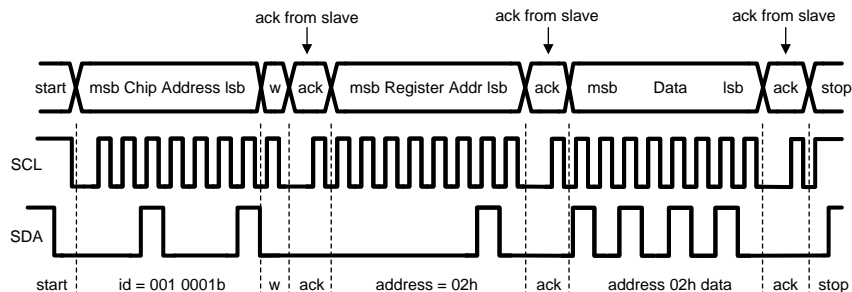 ack from slave ack from slave ack from slave
start msb Chip Address lsb w ack msb Register Addr lsb ack msb Data lsb ack stop
SCL
SDA
start id = 001 0001b w ack address = 02h ack address 02h data ack stop